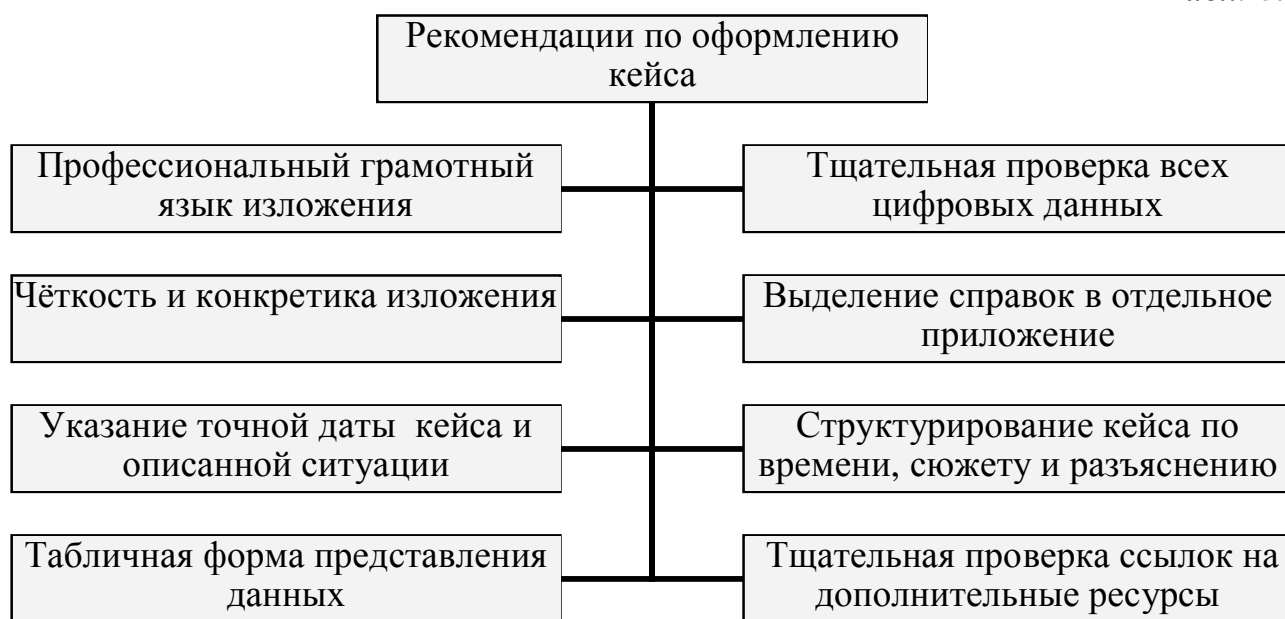 Рекомендации по оформлению
кейса
Профессиональный грамотный
язык изложения
Тщательная проверка всех
цифровых данных
Чёткость и конкретика изложения
Выделение справок в отдельное
приложение
Указание точной даты кейса и
описанной ситуации
Структурирование кейса по
времени, сюжету и разъяснению
Табличная форма представления
данных
Тщательная проверка ссылок на
дополнительные ресурсы